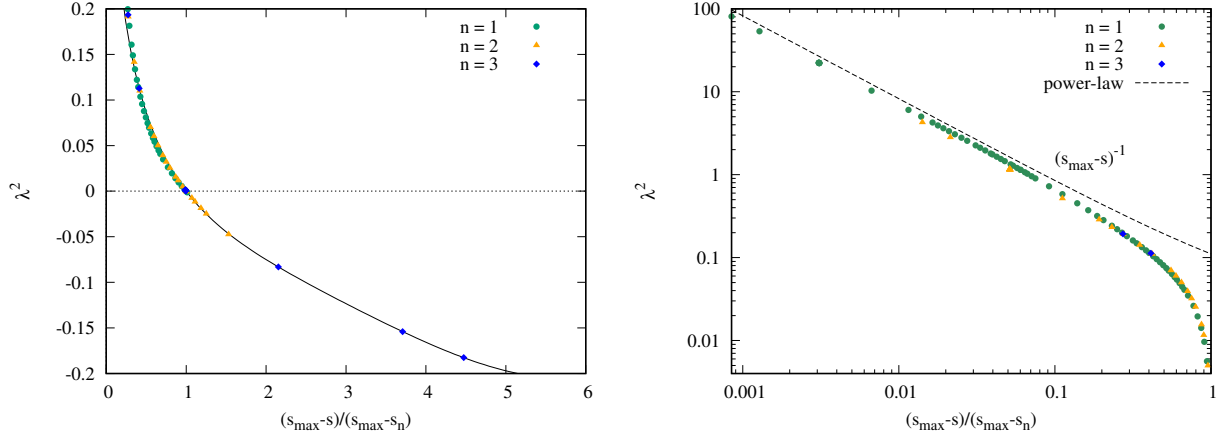 0.2
0.15
0.1
0.05
0
-0.05
-0.1
-0.15
-0.2
λ²
n = 1
n = 2
n = 3
0 1 2 3 4 5 6
(s_max-s)/(s_max-s_n)
100
10
1
0.1
0.01
λ²
n = 1
n = 2
n = 3
power-law
(s_max-s)⁻¹
0.001 0.01 0.1 1
(s_max-s)/(s_max-s_n)